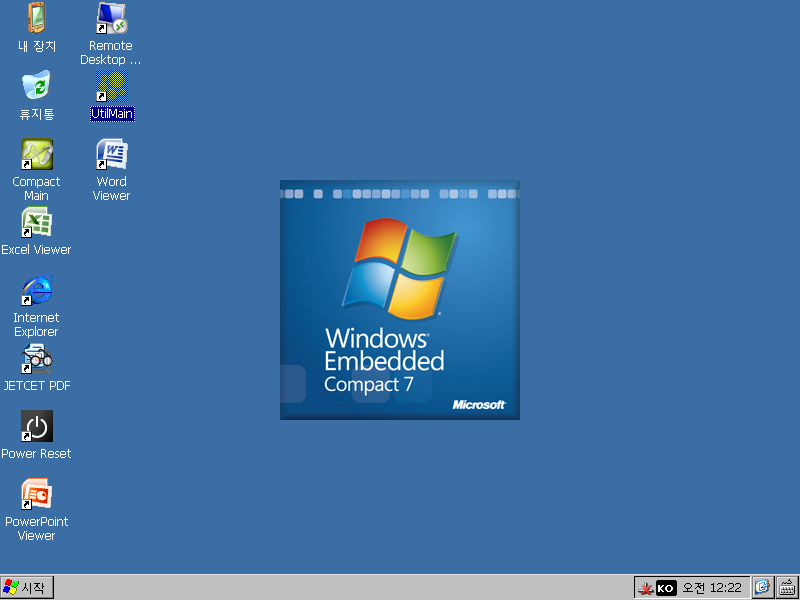 내 장치
Remote
Desktop ...
휴지통
UtilMain
Compact
Main
Word
Viewer
Excel Viewer
Internet
Explorer
JETCET PDF
Power Reset
PowerPoint
Viewer
Windows
Embedded
Compact 7
Microsoft
시작
KO
오전 12:22